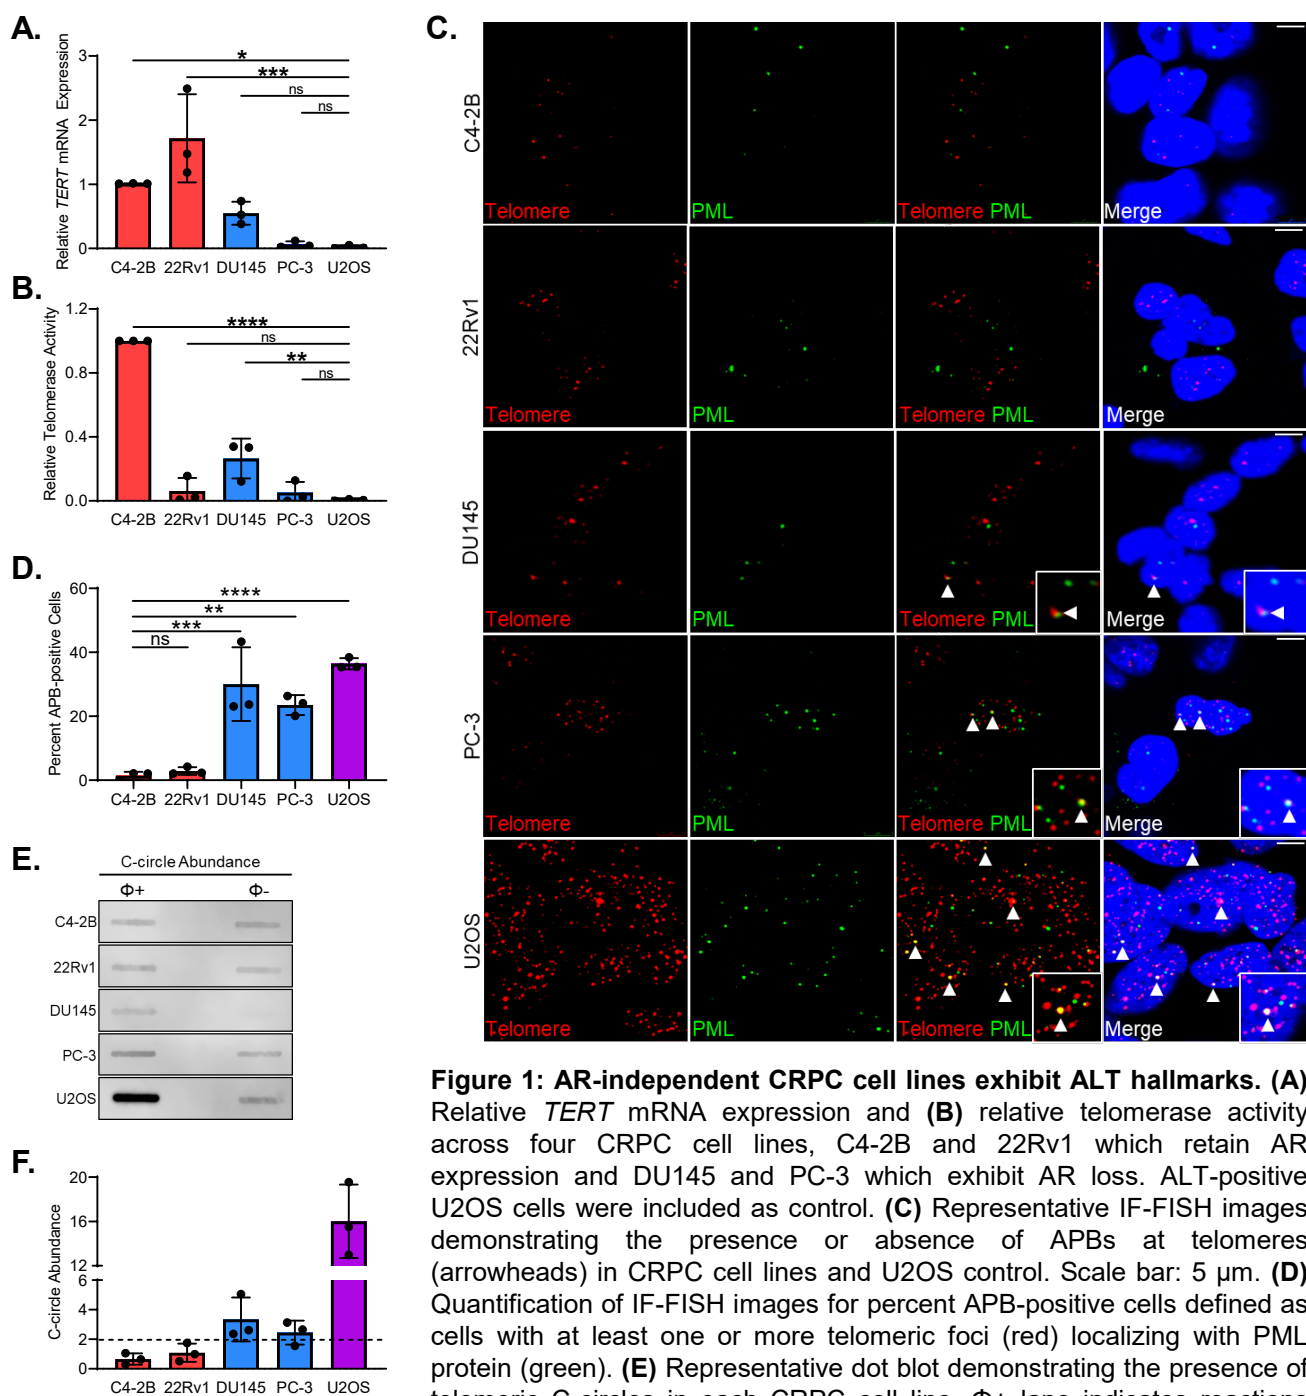 A.
Relative TERT mRNA Expression
3
2
1
0
*
***
ns
ns
C4-2B 22Rv1 DU145 PC-3 U2OS
B.
Relative Telomerase Activity
1.2
0.8
0.4
0.0
****
ns
**
ns
C4-2B 22Rv1 DU145 PC-3 U2OS
D.
Percent APB-positive Cells
60
40
20
0
****
**
***
ns
C4-2B 22Rv1 DU145 PC-3 U2OS
E.
C-circle Abundance
Φ+ Φ-
C4-2B
22Rv1
DU145
PC-3
U2OS
F.
C-circle Abundance
20
16
12
6
4
2
0
C4-2B 22Rv1 DU145 PC-3 U2OS
C.
C4-2B
Telomere PML Telomere PML Merge
22Rv1
Telomere PML Telomere PML Merge
DU145
Telomere PML Telomere PML Merge
PC-3
Telomere PML Telomere PML Merge
U2OS
Telomere PML Telomere PML Merge
Figure 1: AR-independent CRPC cell lines exhibit ALT hallmarks. (A)
Relative TERT mRNA expression and (B) relative telomerase activity
across four CRPC cell lines, C4-2B and 22Rv1 which retain AR
expression and DU145 and PC-3 which exhibit AR loss. ALT-positive
U2OS cells were included as control. (C) Representative IF-FISH images
demonstrating the presence or absence of APBs at telomeres
(arrowheads) in CRPC cell lines and U2OS control. Scale bar: 5 µm. (D)
Quantification of IF-FISH images for percent APB-positive cells defined as
cells with at least one or more telomeric foci (red) localizing with PML
protein (green). (E) Representative dot blot demonstrating the presence of
telomeric C-circles in each CRPC cell line. Φ+ lane indicates reactions